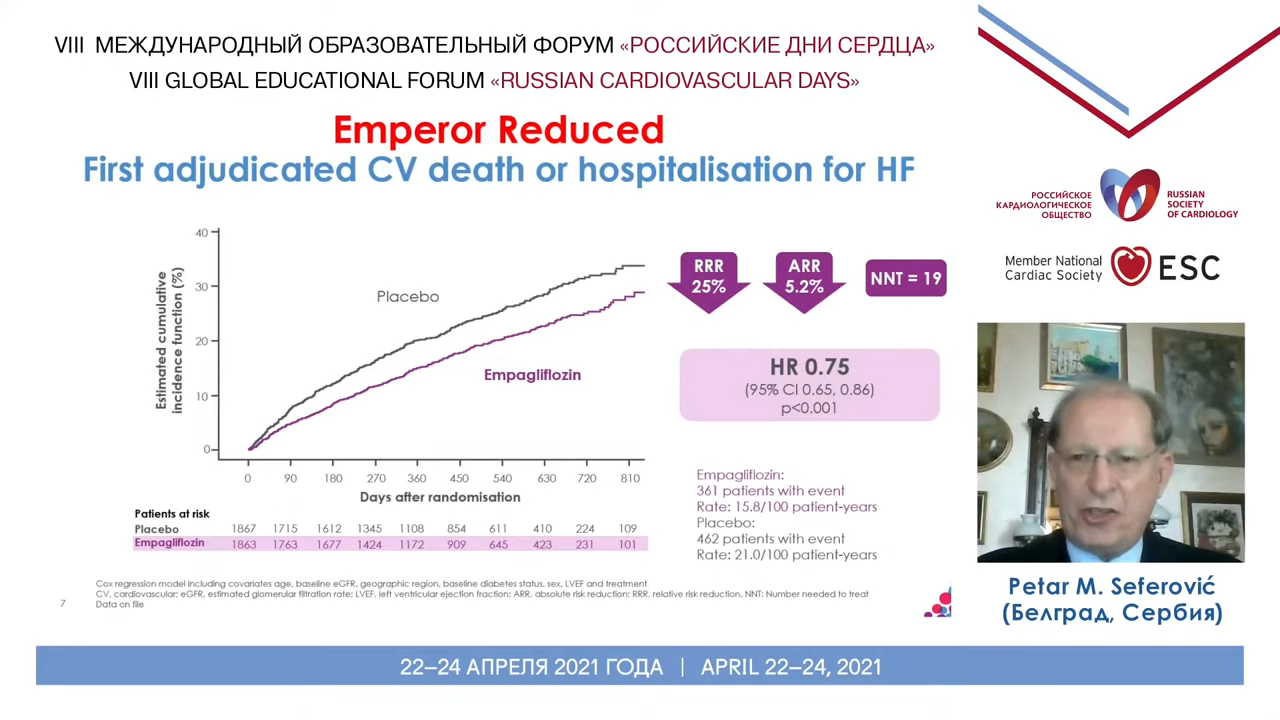 VIII МЕЖДУНАРОДНЫЙ ОБРАЗОВАТЕЛЬНЫЙ ФОРУМ «РОССИЙСКИЕ ДНИ СЕРДЦА»
VIII GLOBAL EDUCATIONAL FORUM «RUSSIAN CARDIOVASCULAR DAYS»
Emperor Reduced
First adjudicated CV death or hospitalisation for HF
Estimated cumulative
incidence function (%)
40
30
20
10
0
Placebo
Empagliflozin
0 90 180 270 360 450 540 630 720 810
Days after randomisation
Patients at risk
Placebo 1867 1715 1612 1345 1108 854 611 410 224 109
Empagliflozin 1863 1763 1677 1424 1172 909 645 423 231 101
RRR
25%
ARR
5.2%
NNT = 19
HR 0.75
(95% CI 0.65, 0.86)
p<0.001
Empagliflozin:
361 patients with event
Rate: 15.8/100 patient-years
Placebo:
462 patients with event
Rate: 21.0/100 patient-years
Cox regression model including covariates age, baseline eGFR, geographic region, baseline diabetes status, sex, LVEF and treatment
CV, cardiovascular; eGFR, estimated glomerular filtration rate; LVEF, left ventricular ejection fraction; ARR, absolute risk reduction; RRR, relative risk reduction, NNT: Number needed to treat
Data on file
7
РОССИЙСКОЕ
КАРДИОЛОГИЧЕСКОЕ
ОБЩЕСТВО
RUSSIAN
SOCIETY
OF CARDIOLOGY
Member National
Cardiac Society
ESC
Petar M. Seferović
(Белград, Сербия)
22–24 АПРЕЛЯ 2021 ГОДА | APRIL 22–24, 2021